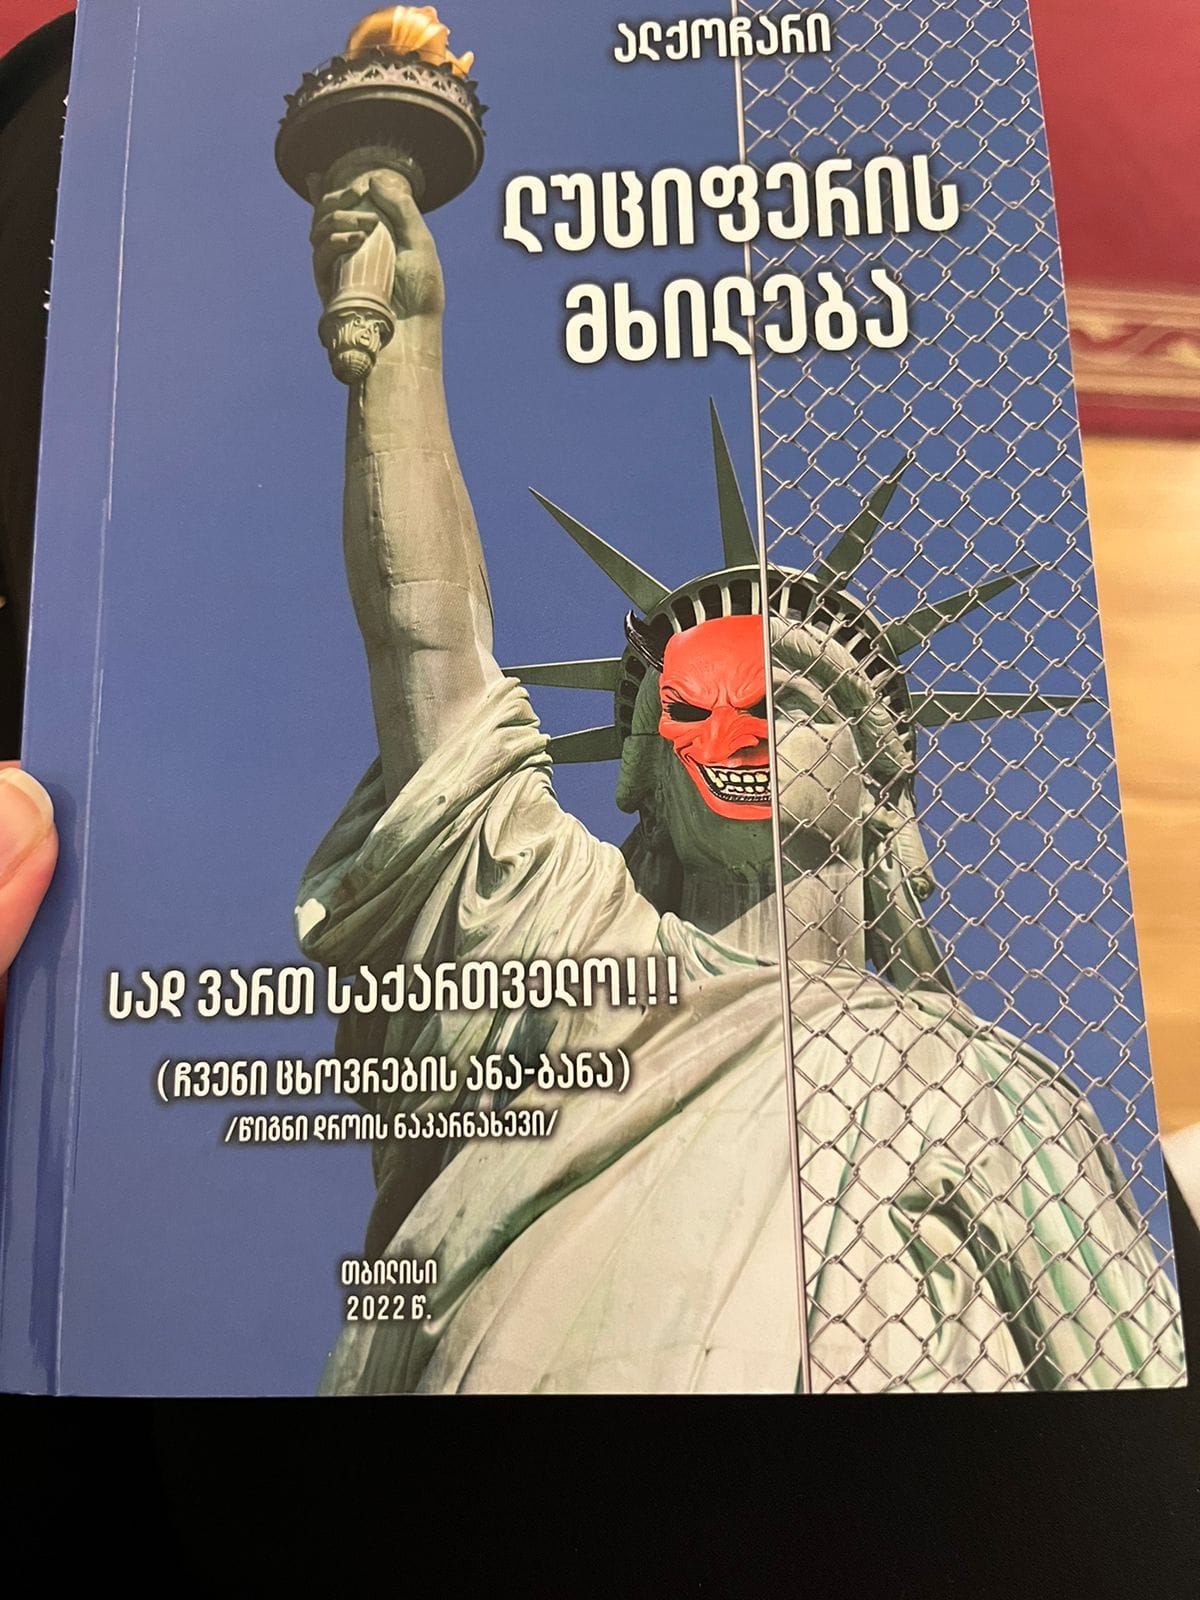 ალქოჩარი
ლუციფერის
მხილება
სად ვართ საქართველო!!!
(ჩვენი ცხოვრების ანა-ბანა)
/წიგნი დროის ნაკარნახევი/
თბილისი
2022 წ.